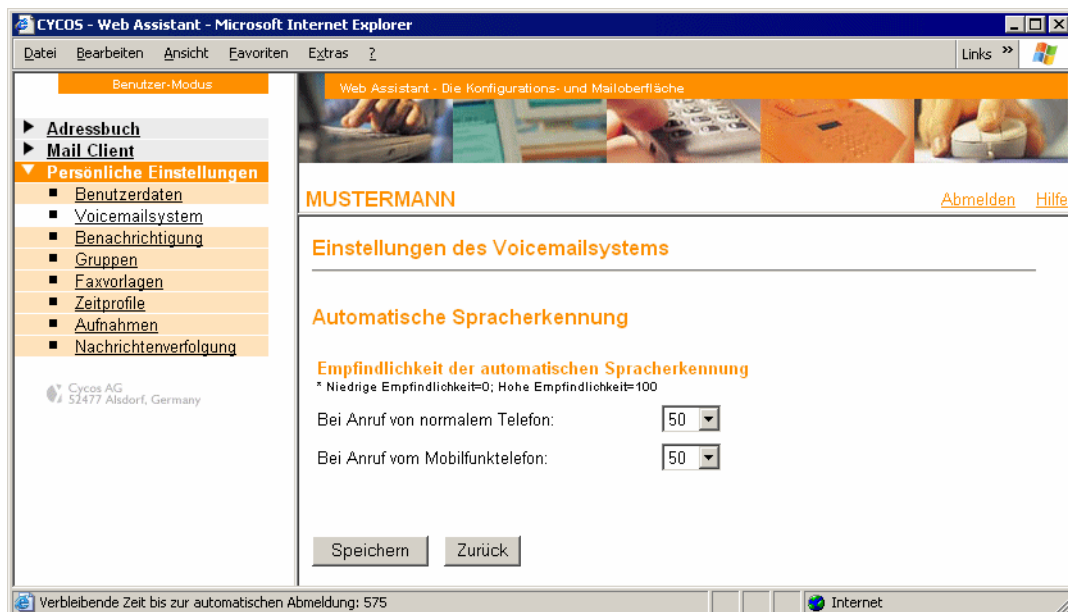 CYCOS - Web Assistant - Microsoft Internet Explorer
Datei Bearbeiten Ansicht Favoriten Extras ? Links »
Benutzer-Modus
Web Assistant - Die Konfigurations- und Mailoberfläche
Adressbuch
Mail Client
Persönliche Einstellungen
Benutzerdaten
Voicemailsystem
Benachrichtigung
Gruppen
Faxvorlagen
Zeitprofile
Aufnahmen
Nachrichtenverfolgung
Cycos AG
52477 Alsdorf, Germany
MUSTERMANN
Abmelden Hilfe
Einstellungen des Voicemailsystems
Automatische Spracherkennung
Empfindlichkeit der automatischen Spracherkennung
* Niedrige Empfindlichkeit=0; Hohe Empfindlichkeit=100
Bei Anruf von normalem Telefon: 50
Bei Anruf vom Mobilfunktelefon: 50
Speichern Zurück
Verbleibende Zeit bis zur automatischen Abmeldung: 575 Internet